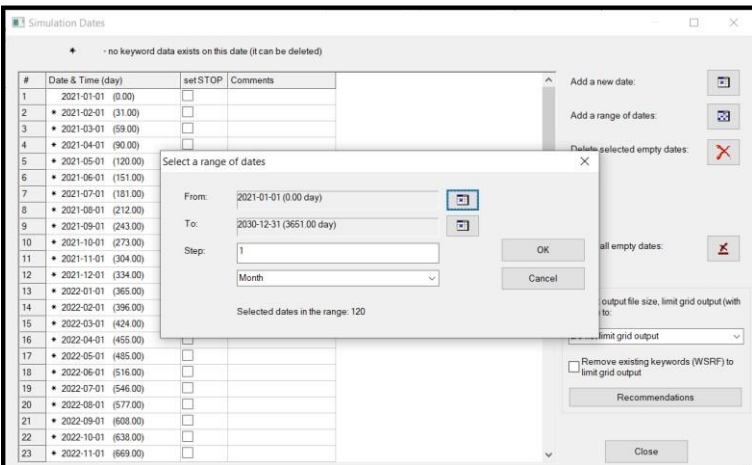 Simulation Dates
* - no keyword data exists on this date (it can be deleted)
# Date & Time (day) set STOP Comments
1 2021-01-01 (0.00)
2 * 2021-02-01 (31.00)
3 * 2021-03-01 (59.00)
4 * 2021-04-01 (90.00)
5 * 2021-05-01 (120.00)
6 * 2021-06-01 (151.00)
7 * 2021-07-01 (181.00)
8 * 2021-08-01 (212.00)
9 * 2021-09-01 (243.00)
10 * 2021-10-01 (273.00)
11 * 2021-11-01 (304.00)
12 * 2021-12-01 (334.00)
13 * 2022-01-01 (365.00)
14 * 2022-02-01 (396.00)
15 * 2022-03-01 (424.00)
16 * 2022-04-01 (455.00)
17 * 2022-05-01 (485.00)
18 * 2022-06-01 (516.00)
19 * 2022-07-01 (546.00)
20 * 2022-08-01 (577.00)
21 * 2022-09-01 (608.00)
22 * 2022-10-01 (638.00)
23 * 2022-11-01 (669.00)
Select a range of dates
From: 2021-01-01 (0.00 day)
To: 2030-12-31 (3651.00 day)
Step: 1
Month
Selected dates in the range: 120
OK
Cancel
Add a new date:
Add a range of dates:
Delete selected empty dates:
all empty dates:
output file size, limit grid output (with
to:
limit grid output
Remove existing keywords (WSRF) to
limit grid output
Recommendations
Close